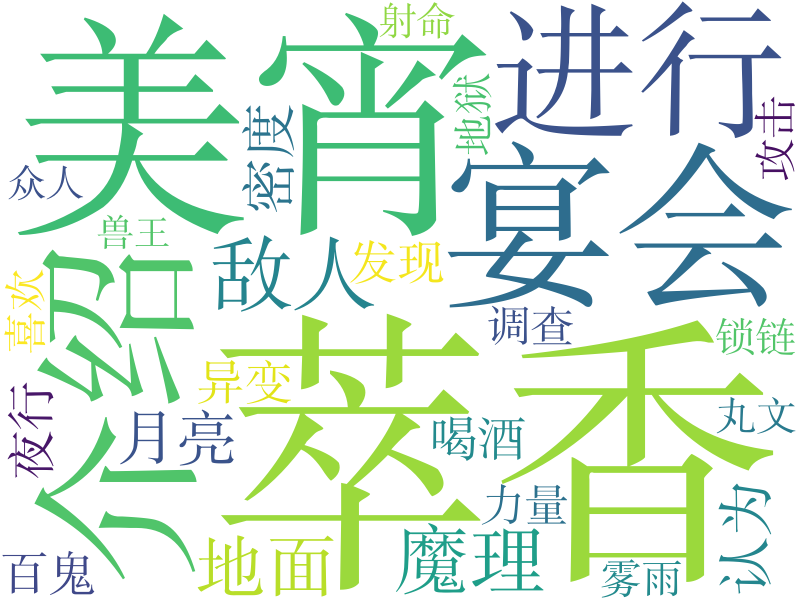 射命
美宵
进行
地狱
密度
攻击
宴会
众人
兽王
敌人
发现
介绍
喜欢
调查
锁链
萃香
异变
夜行
月亮
喝酒
丸文
力量
认为
百鬼
地面
魔理
雾雨